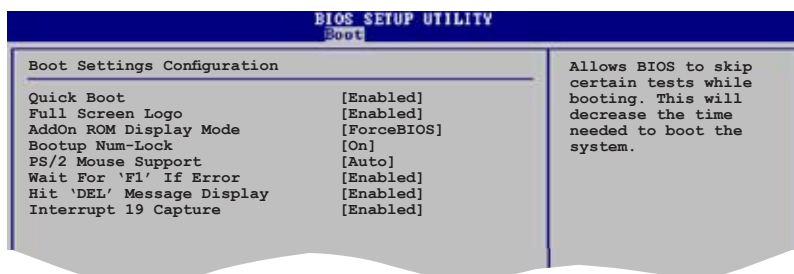 BIOS SETUP UTILITY
Boot
Boot Settings Configuration
Quick Boot [Enabled]
Full Screen Logo [Enabled]
AddOn ROM Display Mode [ForceBIOS]
Bootup Num-Lock [On]
PS/2 Mouse Support [Auto]
Wait For ‘F1’ If Error [Enabled]
Hit ‘DEL’ Message Display [Enabled]
Interrupt 19 Capture [Enabled]
Allows BIOS to skip
certain tests while
booting. This will
decrease the time
needed to boot the
system.